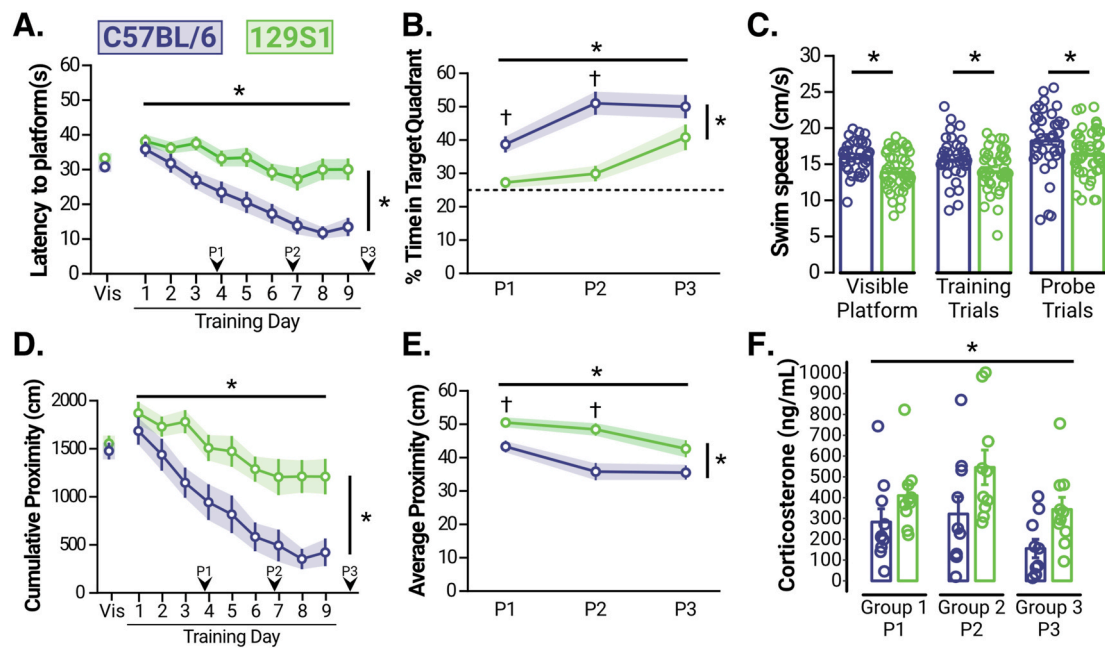 A.
C57BL/6
129S1
Latency to platform(s)
60
50
40
30
20
10
0
*
*
P1
P2
P3
Vis
1
2
3
4
5
6
7
8
9
Training Day
B.
% Time in Target Quadrant
60
50
40
30
20
10
0
*
†
†
*
P1
P2
P3
C.
Swim speed (cm/s)
30
25
20
15
10
5
0
*
*
*
Visible
Platform
Training
Trials
Probe
Trials
D.
Cumulative Proximity (cm)
2000
1500
1000
500
0
*
*
P1
P2
P3
Vis
1
2
3
4
5
6
7
8
9
Training Day
E.
Average Proximity (cm)
60
50
40
30
20
10
0
*
†
†
*
P1
P2
P3
F.
Corticosterone (ng/mL)
1000
900
800
700
600
500
400
300
200
100
0
*
Group 1
P1
Group 2
P2
Group 3
P3